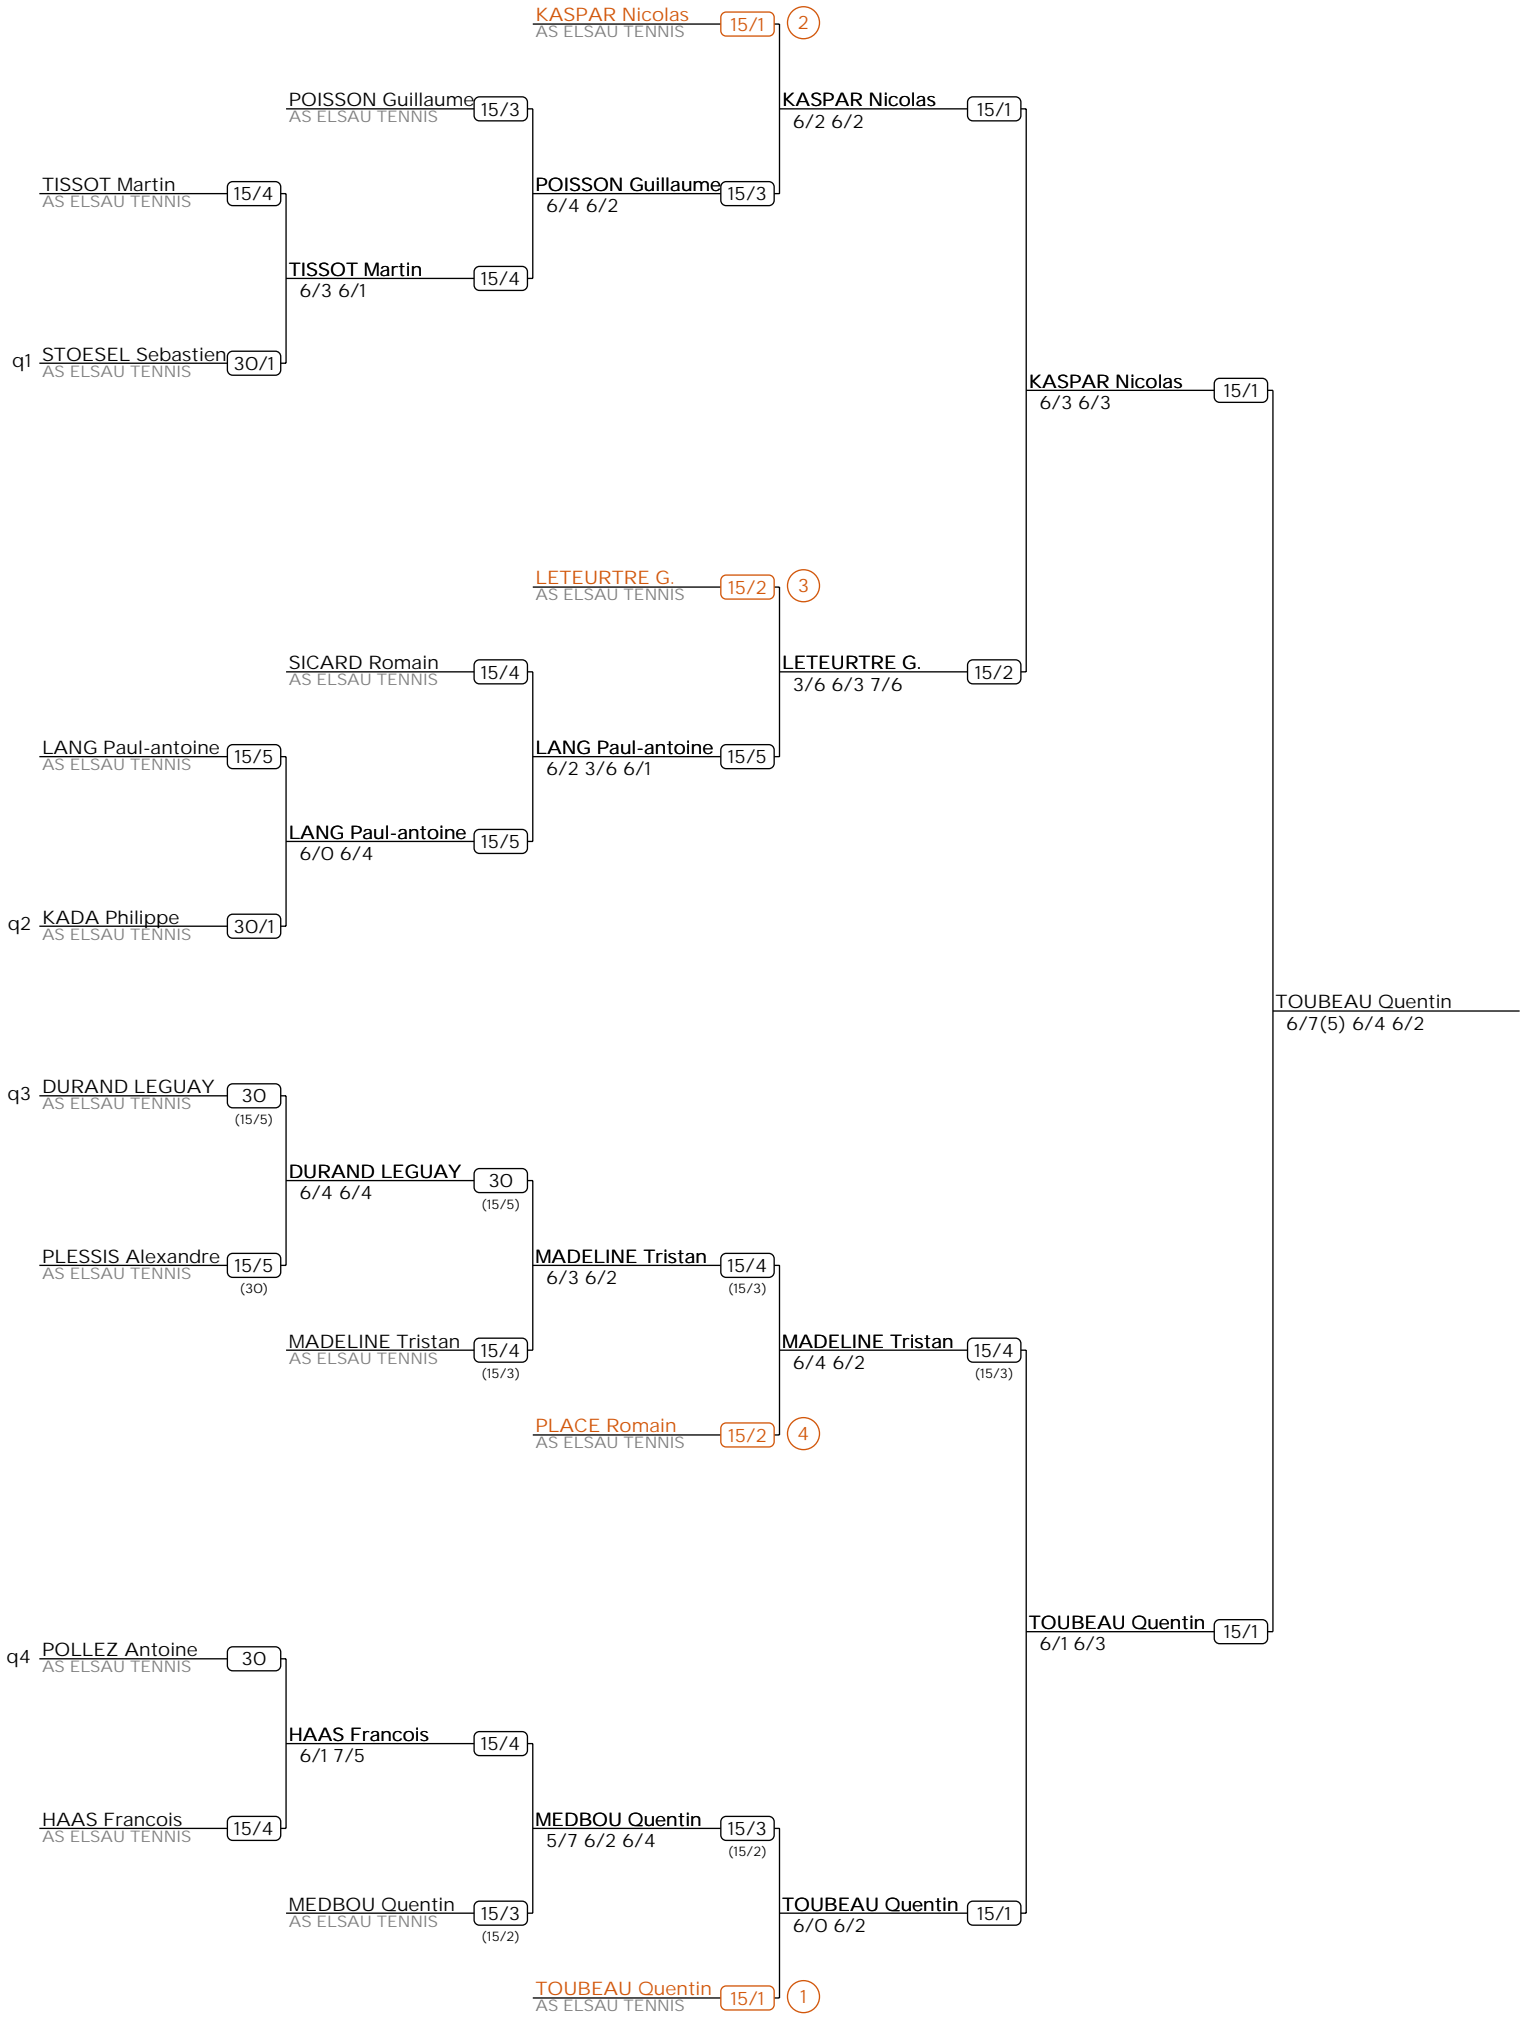 KASPAR Nicolas 15/1 2
AS ELSAU TENNIS
POISSON Guillaume 15/3
AS ELSAU TENNIS
KASPAR Nicolas 15/1
6/2 6/2
TISSOT Martin 15/4
AS ELSAU TENNIS
POISSON Guillaume 15/3
6/4 6/2
TISSOT Martin 15/4
6/3 6/1
q1 STOESEL Sebastien 30/1
AS ELSAU TENNIS
KASPAR Nicolas 15/1
6/3 6/3
LETEURTRE G. 15/2 3
AS ELSAU TENNIS
SICARD Romain 15/4
AS ELSAU TENNIS
LETEURTRE G. 15/2
3/6 6/3 7/6
LANG Paul-antoine 15/5
AS ELSAU TENNIS
LANG Paul-antoine 15/5
6/2 3/6 6/1
LANG Paul-antoine 15/5
6/0 6/4
q2 KADA Philippe 30/1
AS ELSAU TENNIS
TOUBEAU Quentin
6/7(5) 6/4 6/2
q3 DURAND LEGUAY 30
AS ELSAU TENNIS
(15/5)
DURAND LEGUAY 30
6/4 6/4
(15/5)
PLESSIS Alexandre 15/5
AS ELSAU TENNIS
(30)
MADELINE Tristan 15/4
6/3 6/2
(15/3)
MADELINE Tristan 15/4
AS ELSAU TENNIS
(15/3)
MADELINE Tristan 15/4
6/4 6/2
(15/3)
PLACE Romain 15/2 4
AS ELSAU TENNIS
TOUBEAU Quentin 15/1
6/1 6/3
q4 POLLEZ Antoine 30
AS ELSAU TENNIS
HAAS Francois 15/4
6/1 7/5
HAAS Francois 15/4
AS ELSAU TENNIS
MEDBOU Quentin 15/3
5/7 6/2 6/4
(15/2)
MEDBOU Quentin 15/3
AS ELSAU TENNIS
(15/2)
TOUBEAU Quentin 15/1
6/0 6/2
TOUBEAU Quentin 15/1 1
AS ELSAU TENNIS